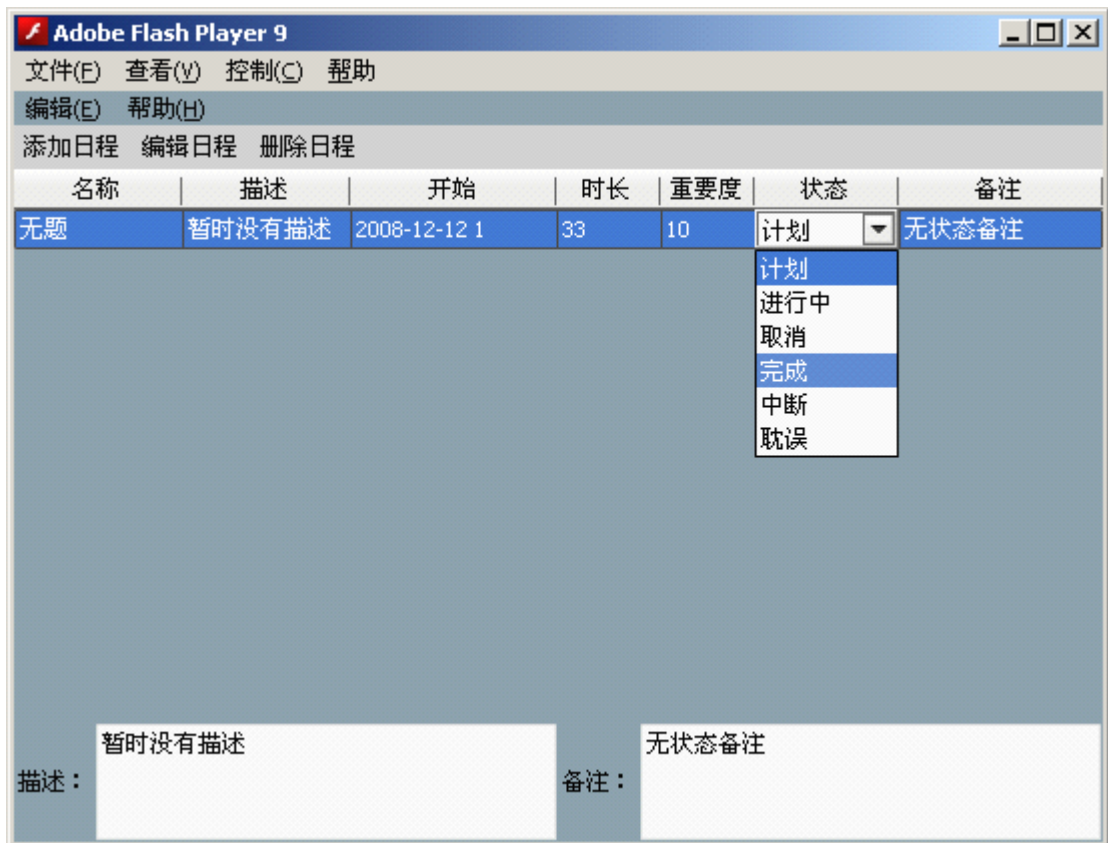 Adobe Flash Player 9
文件(F) 查看(V) 控制(C) 帮助
编辑(E) 帮助(H)
添加日程 编辑日程 删除日程
名称 描述 开始 时长 重要度 状态 备注
无题 暂时没有描述 2008-12-12 1 33 10 计划 无状态备注
计划
进行中
取消
完成
中断
耽误
描述： 暂时没有描述 备注： 无状态备注